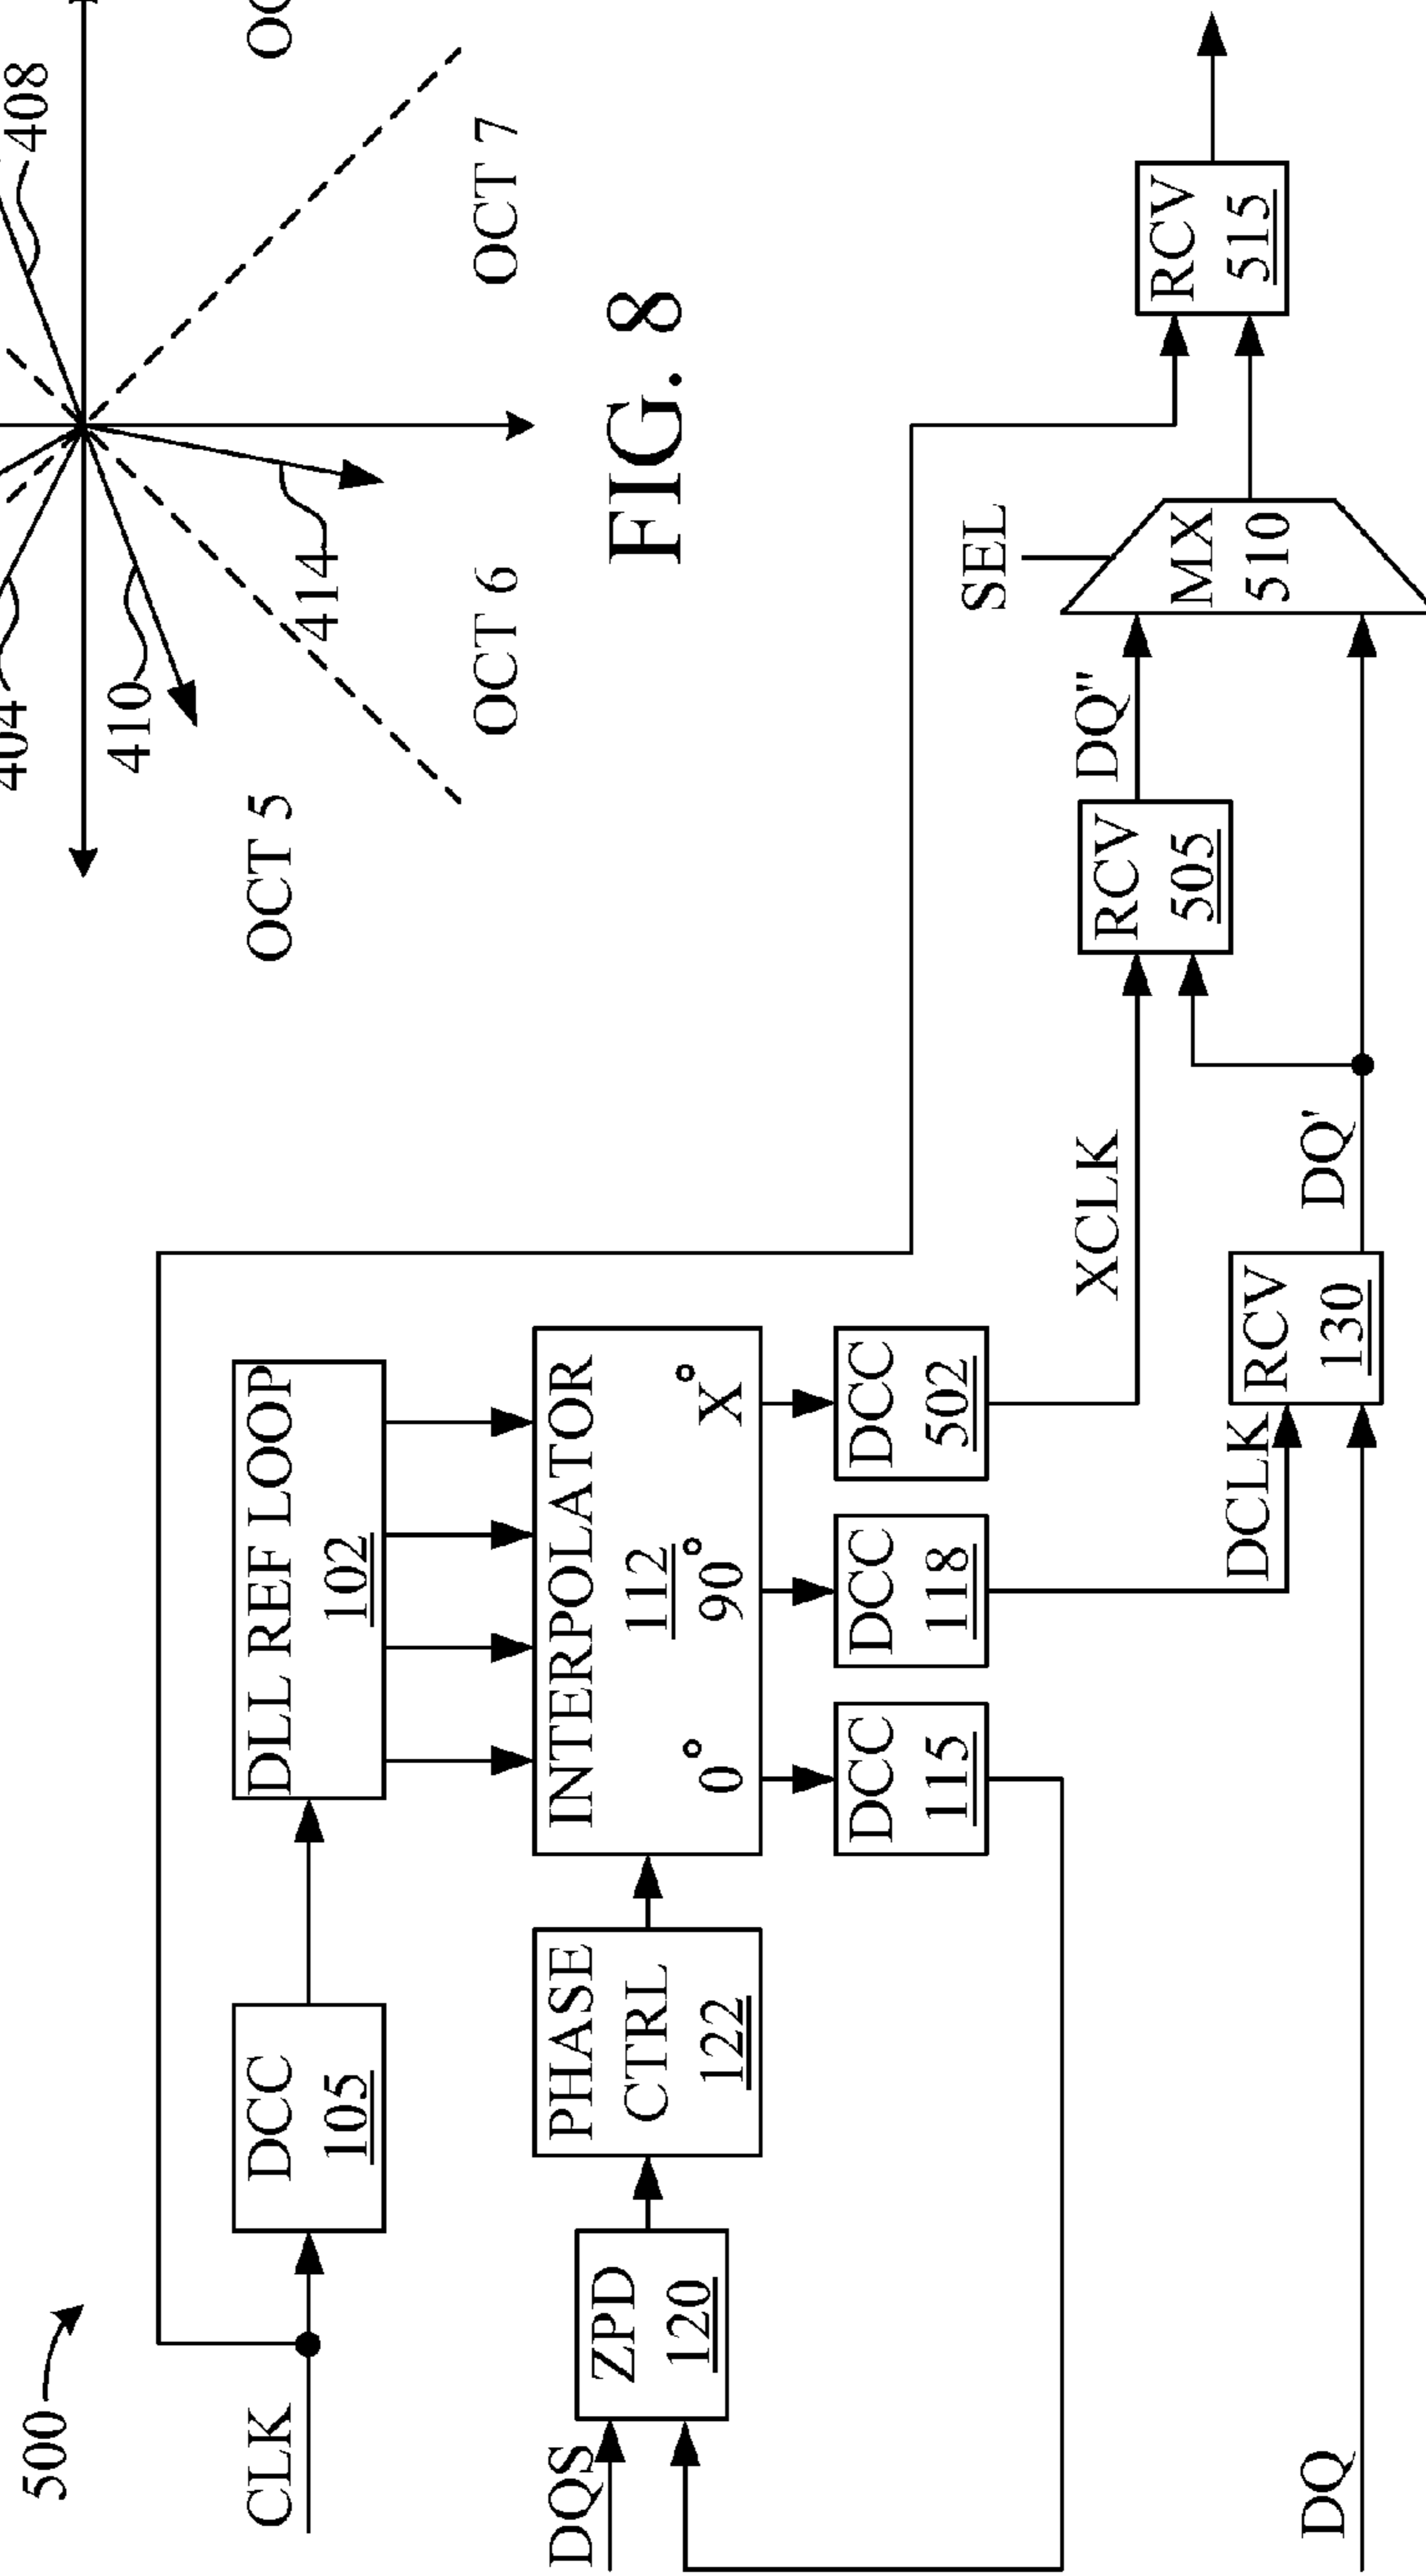 404
408
410
414
OCT 5
OCT 6
OCT 7
FIG. 8
500
CLK
DCC
105
DLL REF LOOP
102
DQS
ZPD
120
PHASE
CTRL
122
INTERPOLATOR
112
0°
90°
X°
DCC
115
DCC
118
DCC
502
XCLK
DCLK
DQ
RCV
130
DQ'
RCV
505
DQ"
SEL
MX
510
RCV
515